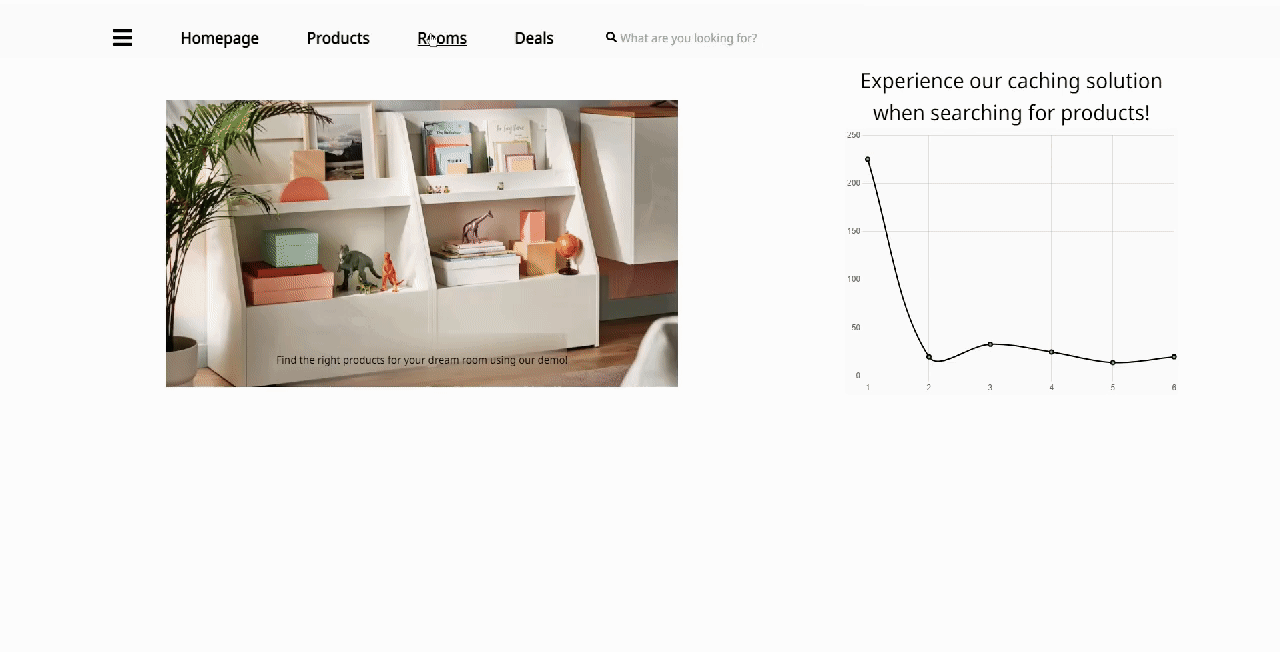 Homepage Products Rooms Deals What are you looking for?
Experience our caching solution
when searching for products!
Find the right products for your dream room using our demo!
250
200
150
100
50
0
1 2 3 4 5 6